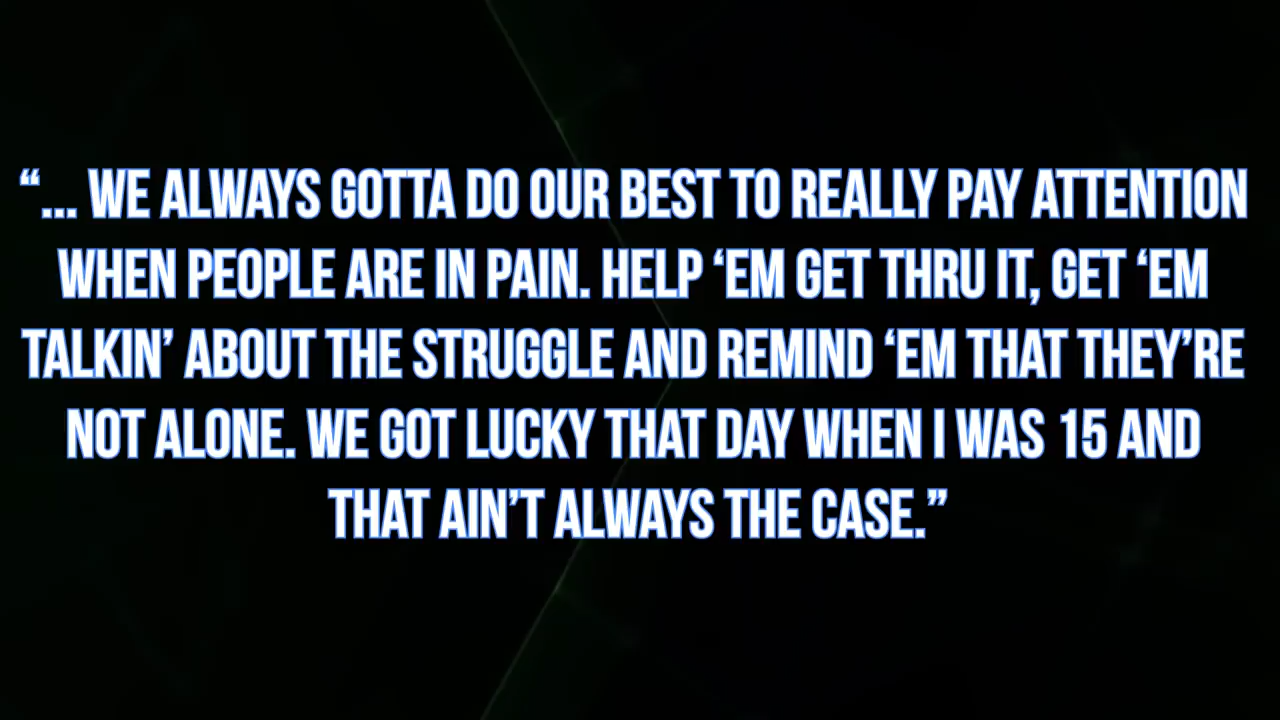 “... WE ALWAYS GOTTA DO OUR BEST TO REALLY PAY ATTENTION
WHEN PEOPLE ARE IN PAIN. HELP ‘EM GET THRU IT, GET ‘EM
TALKIN’ ABOUT THE STRUGGLE AND REMIND ‘EM THAT THEY’RE
NOT ALONE. WE GOT LUCKY THAT DAY WHEN I WAS 15 AND
THAT AIN’T ALWAYS THE CASE.”